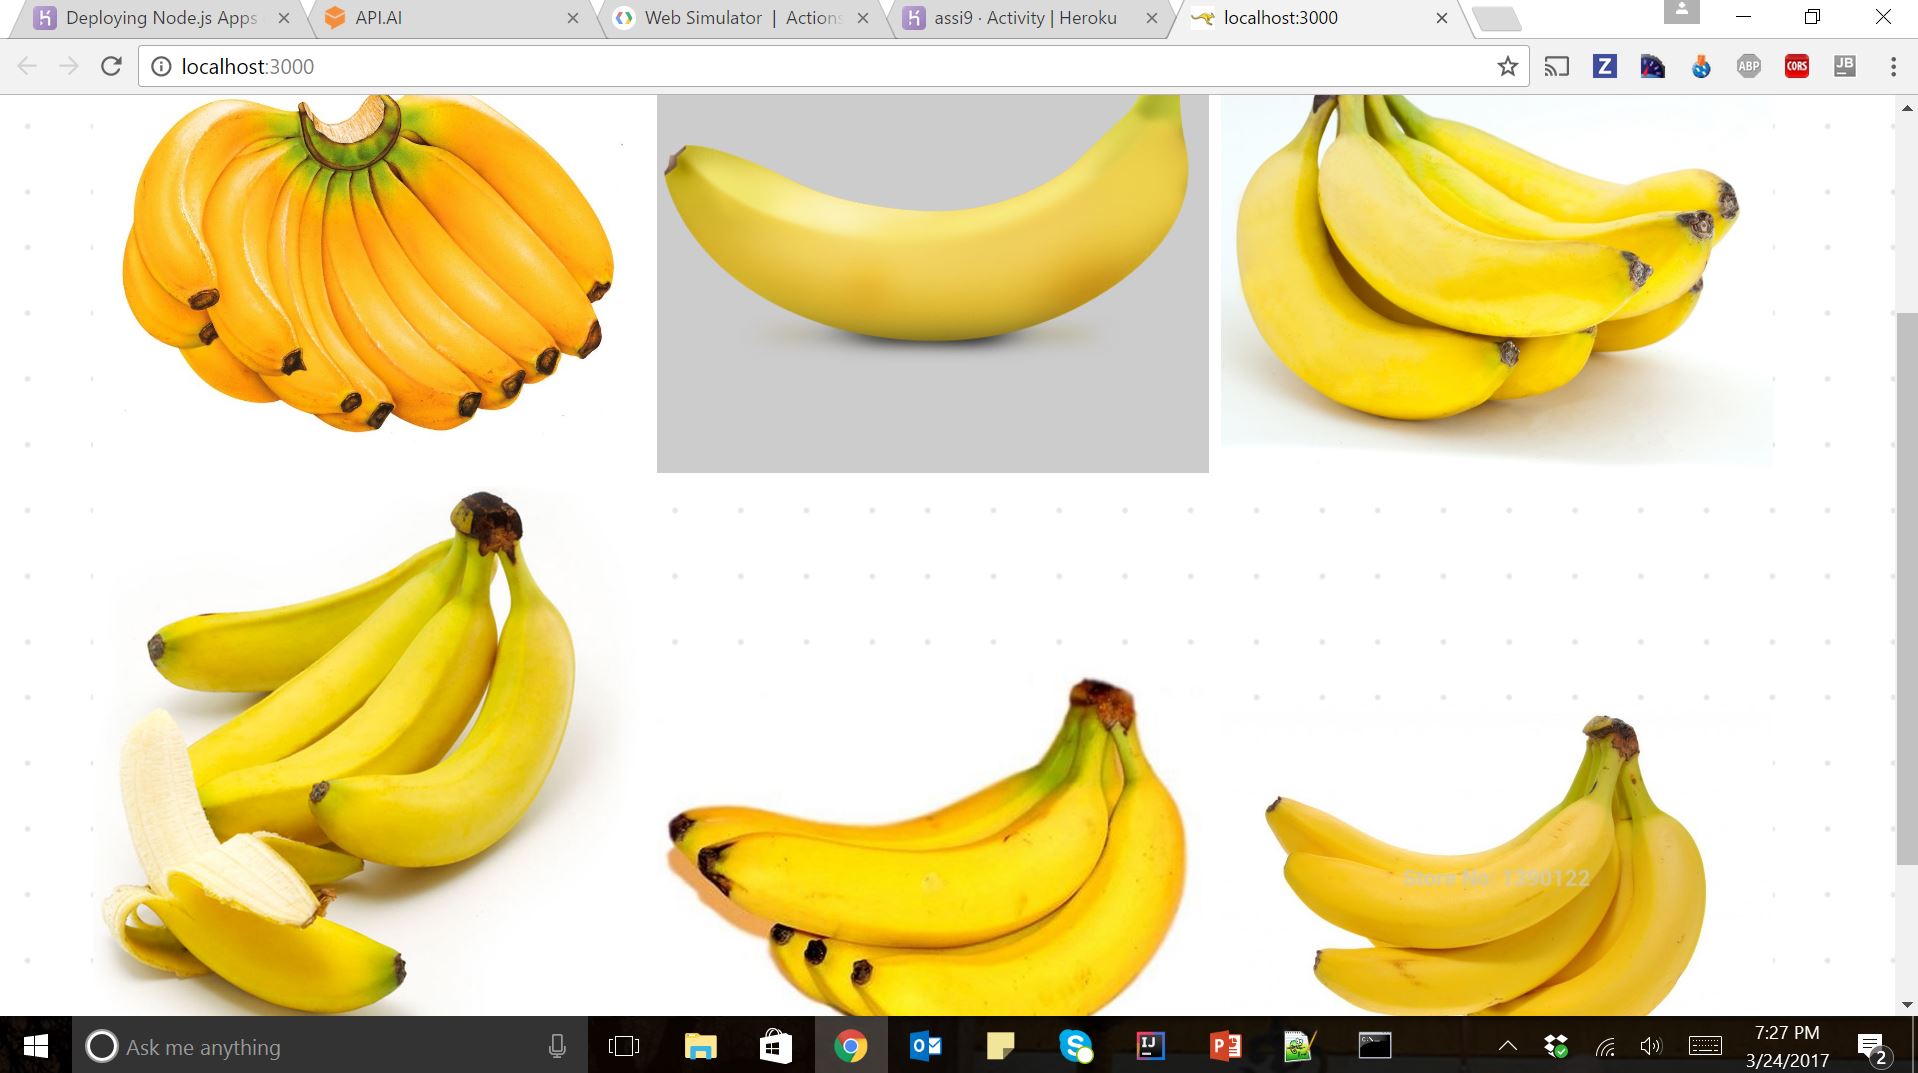 Deploying Node.js Apps
API.AI
Web Simulator | Actions
assi9 · Activity | Heroku
localhost:3000
localhost:3000
Z
ABP
CORS
JB
Store No: 1390122
Ask me anything
7:27 PM
3/24/2017
2